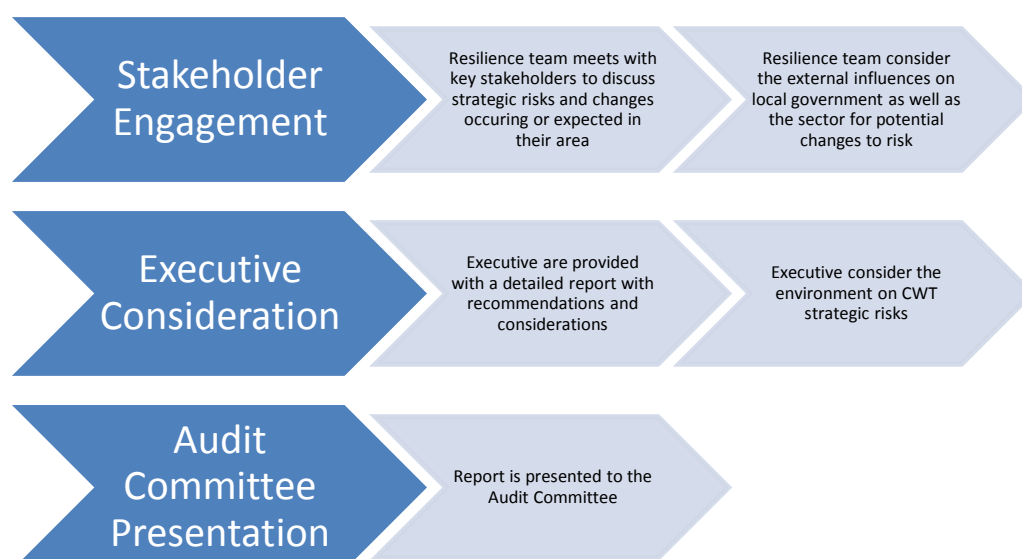 Stakeholder
Engagement
Resilience team meets with
key stakeholders to discuss
strategic risks and changes
occuring or expected in
their area
Resilience team consider
the external influences on
local government as well as
the sector for potential
changes to risk
Executive
Consideration
Executive are provided
with a detailed report with
recommendations and
considerations
Executive consider the
environment on CWT
strategic risks
Audit
Committee
Presentation
Report is presented to the
Audit Committee